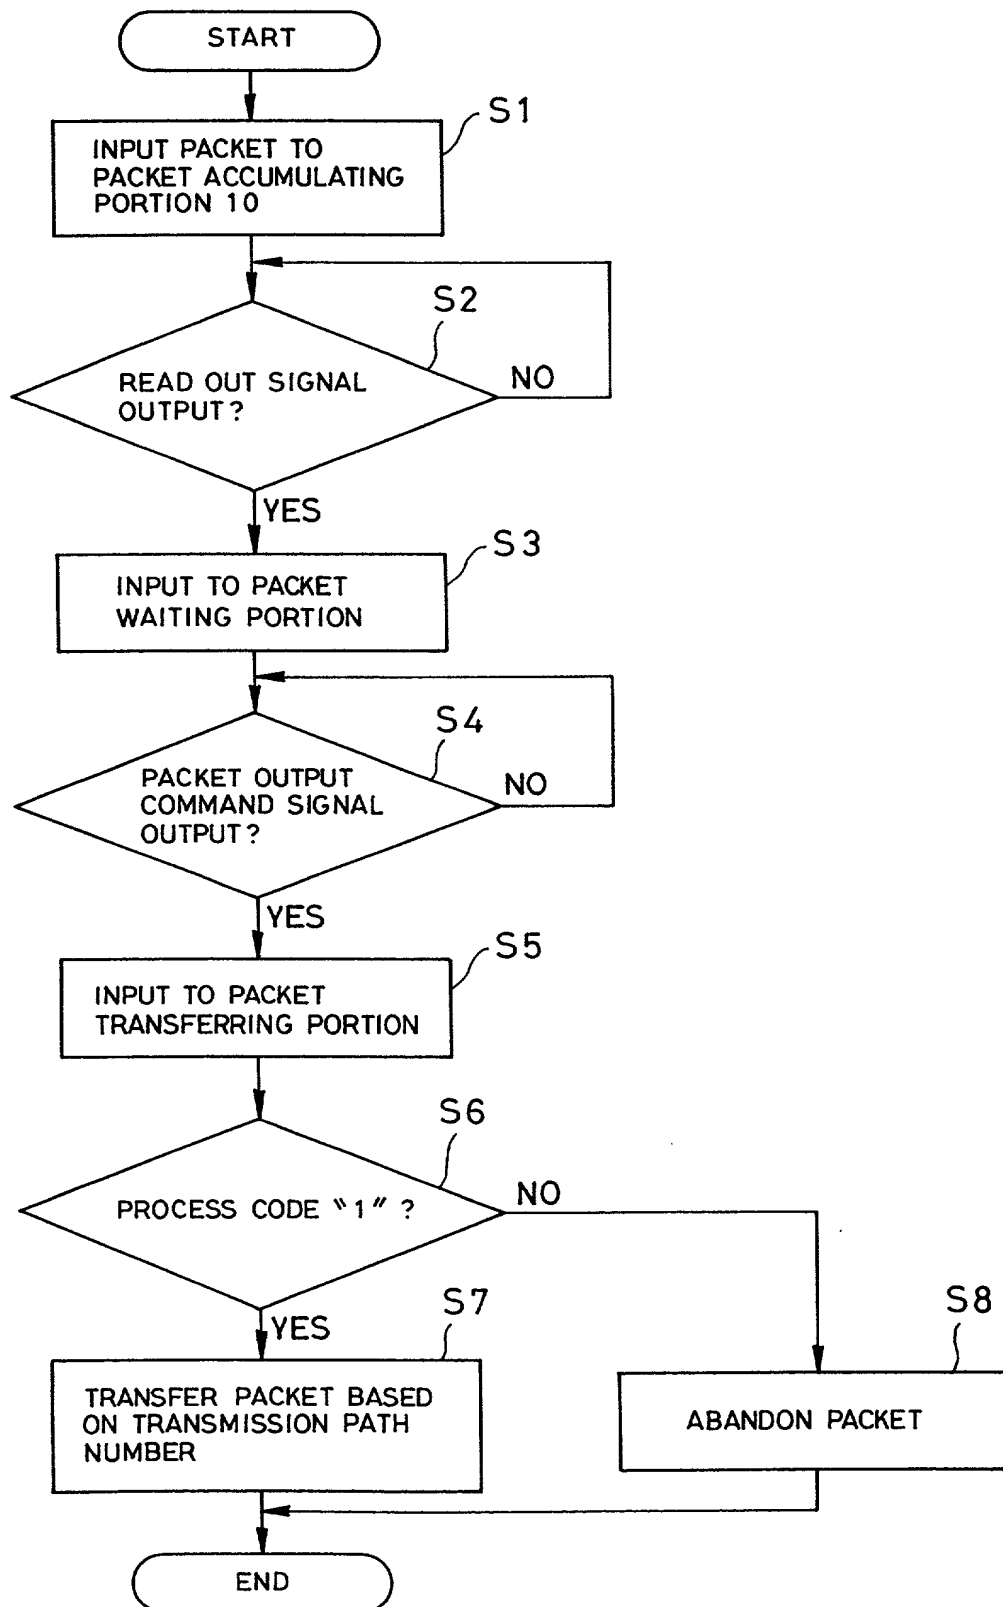 START
S1
INPUT PACKET TO
PACKET ACCUMULATING
PORTION 10
S2
READ OUT SIGNAL
OUTPUT?
NO
YES
S3
INPUT TO PACKET
WAITING PORTION
S4
PACKET OUTPUT
COMMAND SIGNAL
OUTPUT?
NO
YES
S5
INPUT TO PACKET
TRANSFERRING PORTION
S6
PROCESS CODE "1" ?
NO
YES
S7
TRANSFER PACKET BASED
ON TRANSMISSION PATH
NUMBER
S8
ABANDON PACKET
END